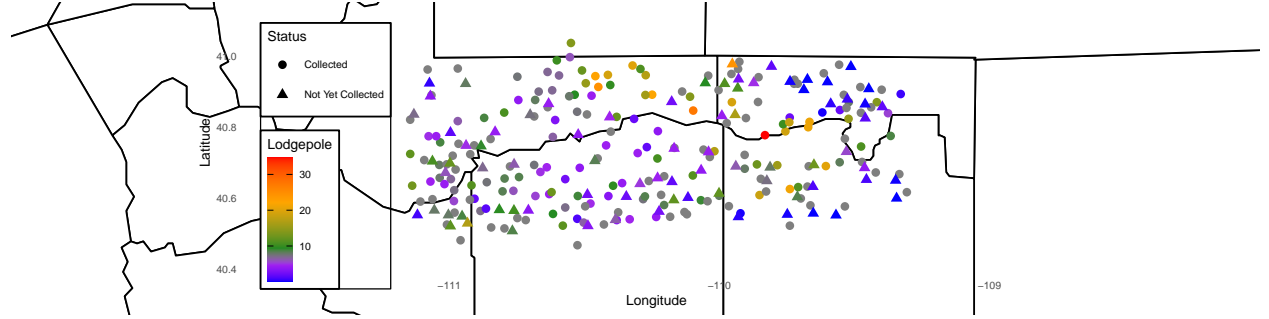 Status
Collected
Not Yet Collected
Lodgepole
30
20
10
Latitude
41.0
40.8
40.6
40.4
−111
−110
−109
Longitude